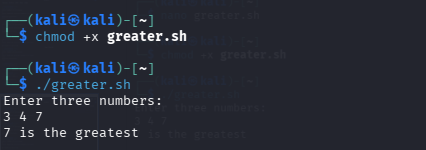 ┌──(kali㉿kali)-[~]
└─$ chmod +x greater.sh
┌──(kali㉿kali)-[~]
└─$ ./greater.sh
Enter three numbers:
3 4 7
7 is the greatest